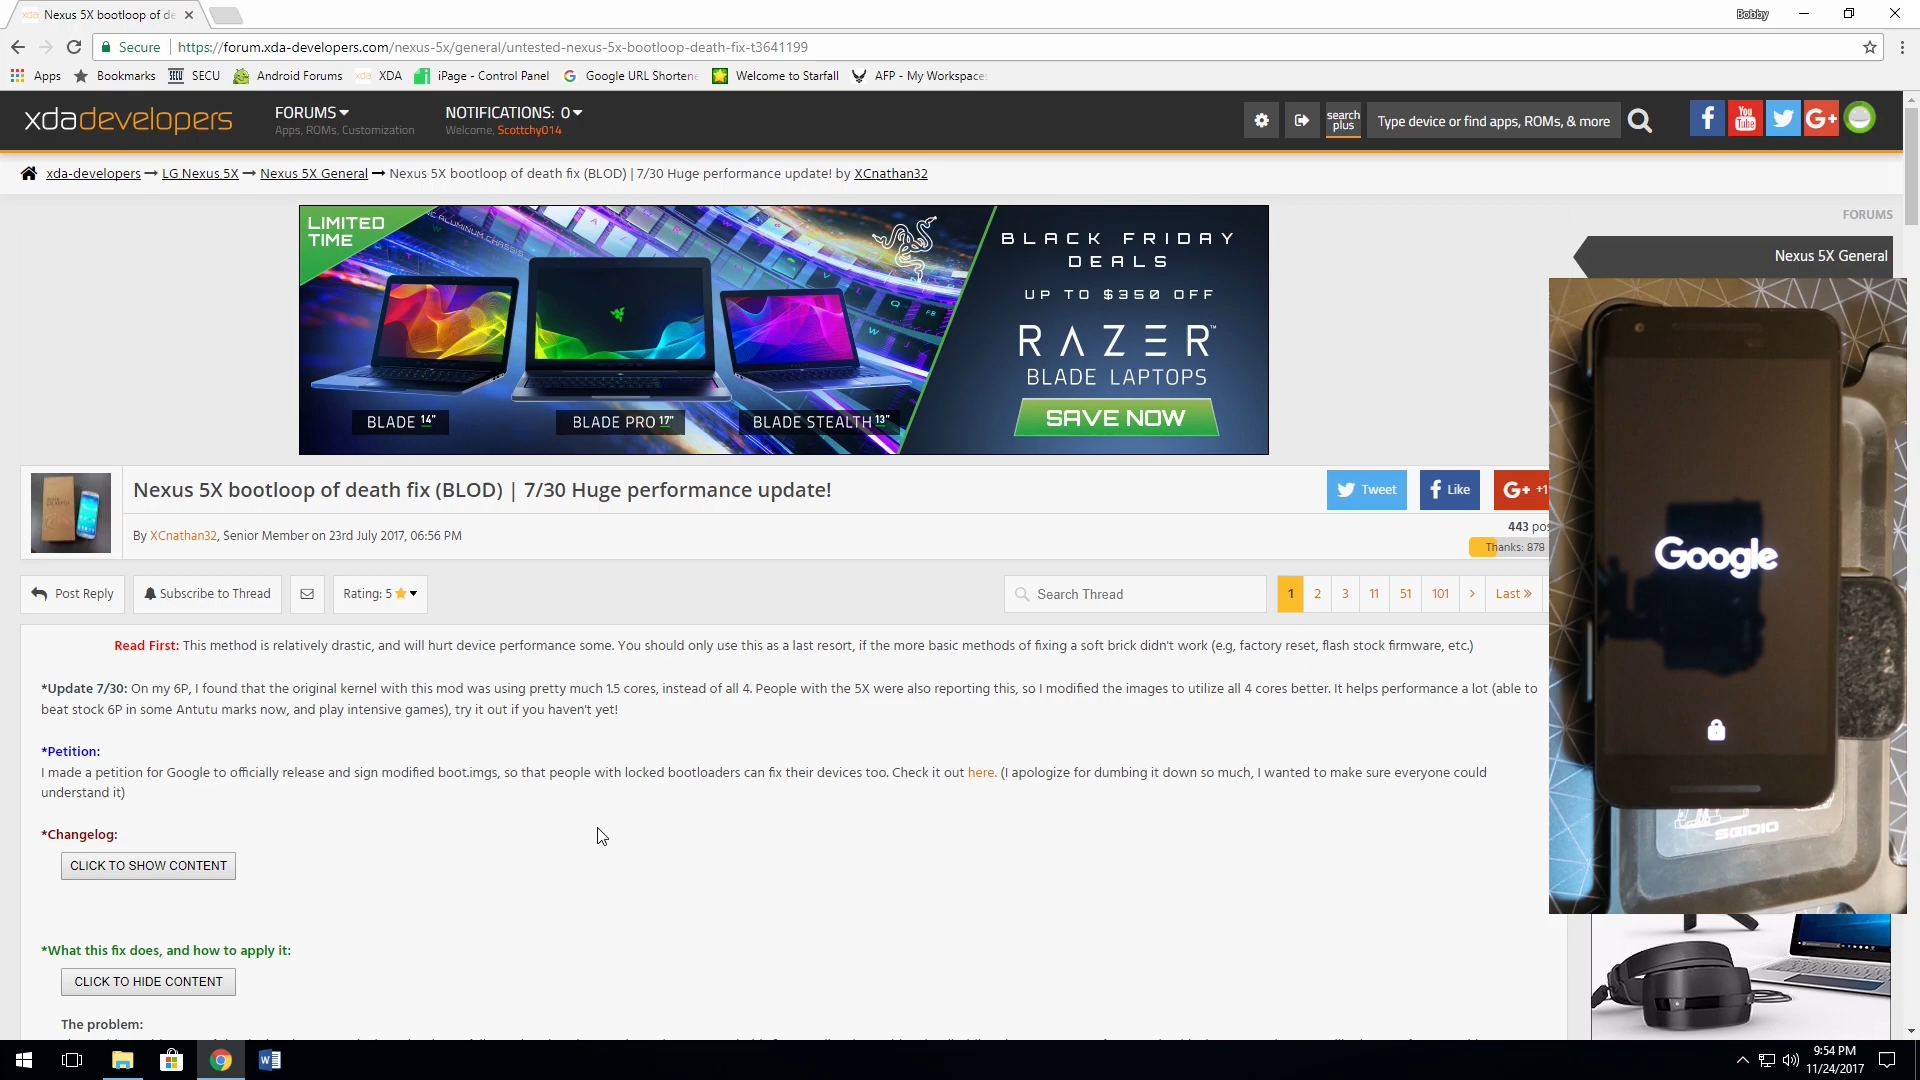 Nexus 5X bootloop of de
Bobby
Secure
https://forum.xda-developers.com/nexus-5x/general/untested-nexus-5x-bootloop-death-fix-t3641199
Apps
Bookmarks
SECU
Android Forums
XDA
iPage - Control Panel
Google URL Shortene
Welcome to Starfall
AFP - My Workspace
xdadevelopers
FORUMS
Apps, ROMs, Customization
NOTIFICATIONS: 0
Welcome, Scottchy014
search
plus
Type device or find apps, ROMs, & more
You
Tube
G+
xda-developers → LG Nexus 5X → Nexus 5X General → Nexus 5X bootloop of death fix (BLOD) | 7/30 Huge performance update! by XCnathan32
LIMITED
TIME
BLACK FRIDAY
DEALS
UP TO $350 OFF
RAZER™
BLADE LAPTOPS
SAVE NOW
BLADE 14"
BLADE PRO 17"
BLADE STEALTH 13"
FORUMS
Nexus 5X General
Nexus 5X bootloop of death fix (BLOD) | 7/30 Huge performance update!
Tweet
Like
G+ +1
By XCnathan32, Senior Member on 23rd July 2017, 06:56 PM
443 pos
Thanks: 878
Post Reply
Subscribe to Thread
Rating: 5
Search Thread
1 2 3 11 51 101 > Last »
Google
SEIDIO
Read First: This method is relatively drastic, and will hurt device performance some. You should only use this as a last resort, if the more basic methods of fixing a soft brick didn't work (e.g, factory reset, flash stock firmware, etc.)
*Update 7/30: On my 6P, I found that the original kernel with this mod was using pretty much 1.5 cores, instead of all 4. People with the 5X were also reporting this, so I modified the images to utilize all 4 cores better. It helps performance a lot (able to
beat stock 6P in some Antutu marks now, and play intensive games), try it out if you haven't yet!
*Petition:
I made a petition for Google to officially release and sign modified boot.imgs, so that people with locked bootloaders can fix their devices too. Check it out here. (I apologize for dumbing it down so much, I wanted to make sure everyone could
understand it)
*Changelog:
CLICK TO SHOW CONTENT
*What this fix does, and how to apply it:
CLICK TO HIDE CONTENT
The problem:
9:54 PM
11/24/2017